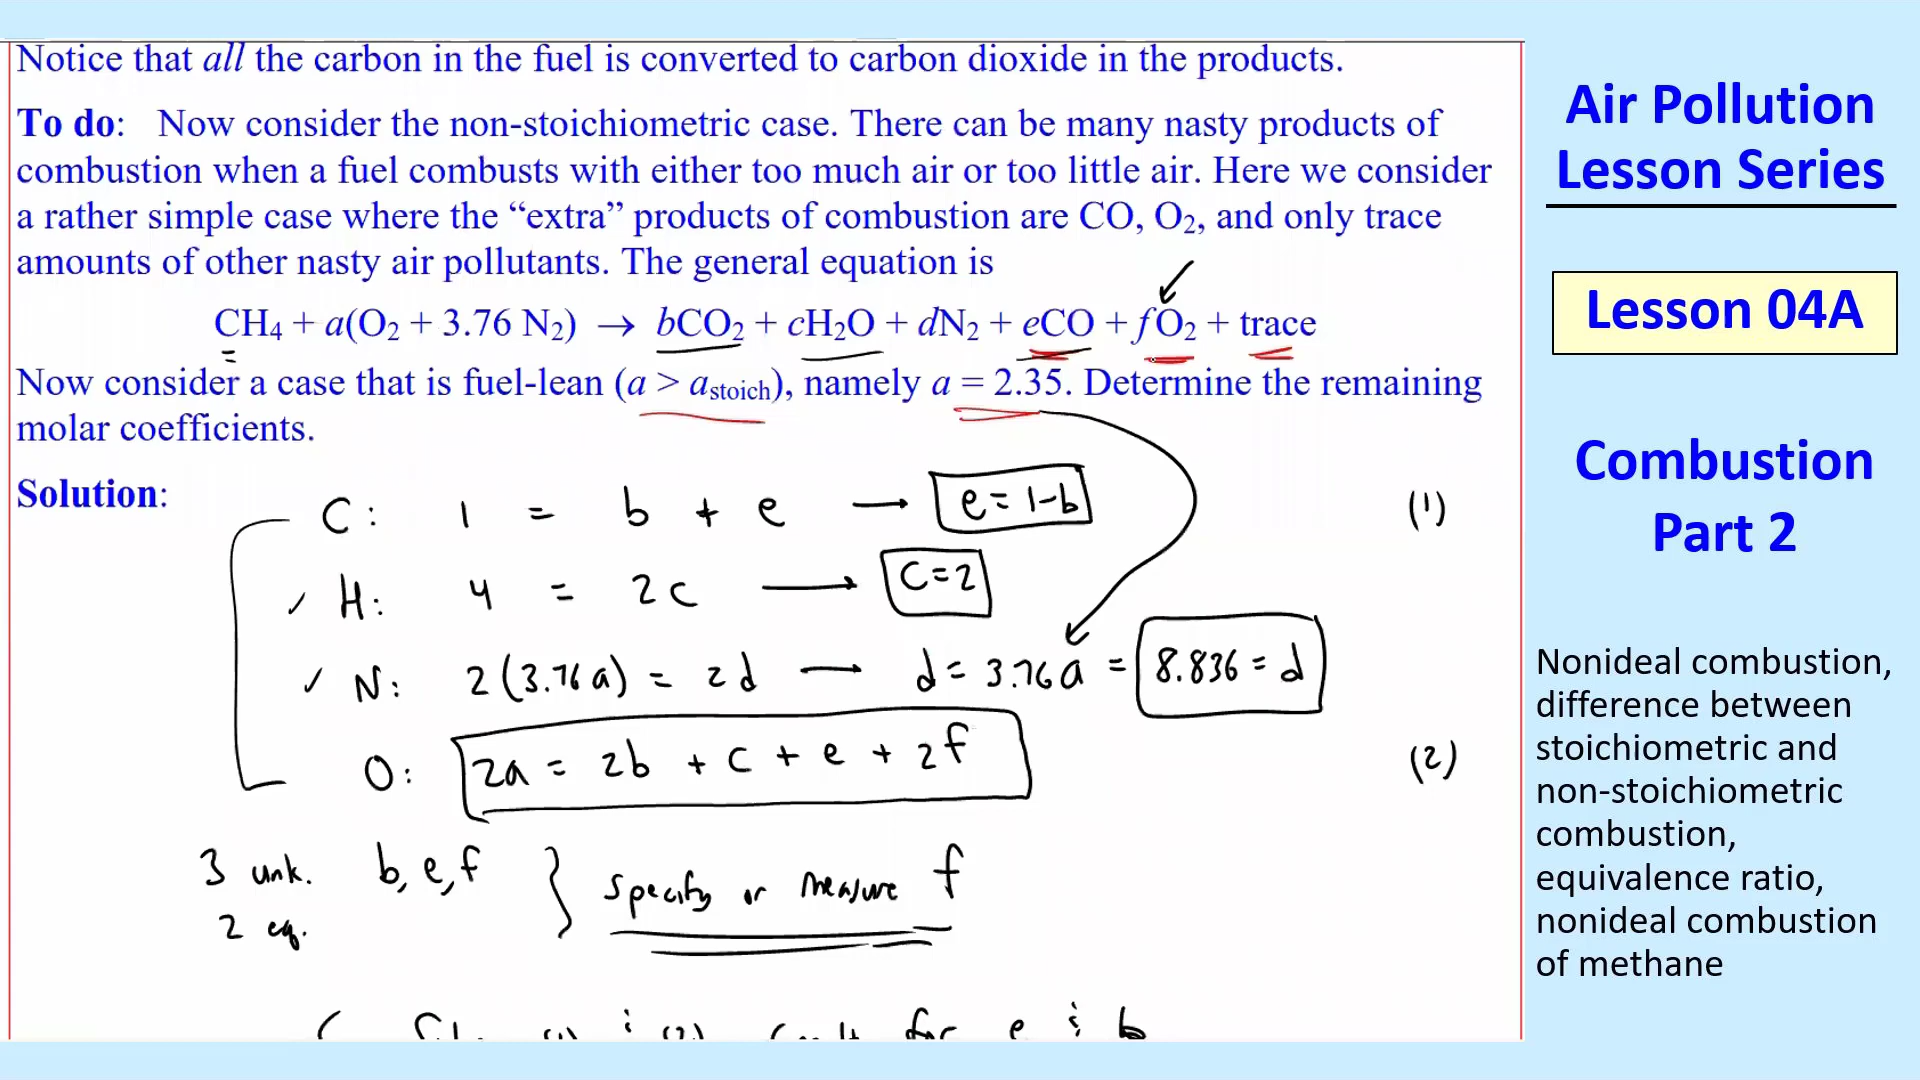 Notice that all the carbon in the fuel is converted to carbon dioxide in the products.
To do: Now consider the non-stoichiometric case. There can be many nasty products of
combustion when a fuel combusts with either too much air or too little air. Here we consider
a rather simple case where the “extra” products of combustion are CO, O₂, and only trace
amounts of other nasty air pollutants. The general equation is
CH₄ + a(O₂ + 3.76 N₂) → bCO₂ + cH₂O + dN₂ + eCO + fO₂ + trace
Now consider a case that is fuel-lean (a > a_stoich), namely a = 2.35. Determine the remaining
molar coefficients.
Solution:
C: 1 = b + e → e = 1-b (1)
✓ H: 4 = 2c → c=2
✓ N: 2(3.76a) = 2d — d = 3.76a = 8.836 = d
O: 2a = 2b + c + e + 2f (2)
3 unk. b, e, f } specify or measure f
2 eq.
(1) & (2) for e & b
Air Pollution
Lesson Series
Lesson 04A
Combustion
Part 2
Nonideal combustion,
difference between
stoichiometric and
non-stoichiometric
combustion,
equivalence ratio,
nonideal combustion
of methane